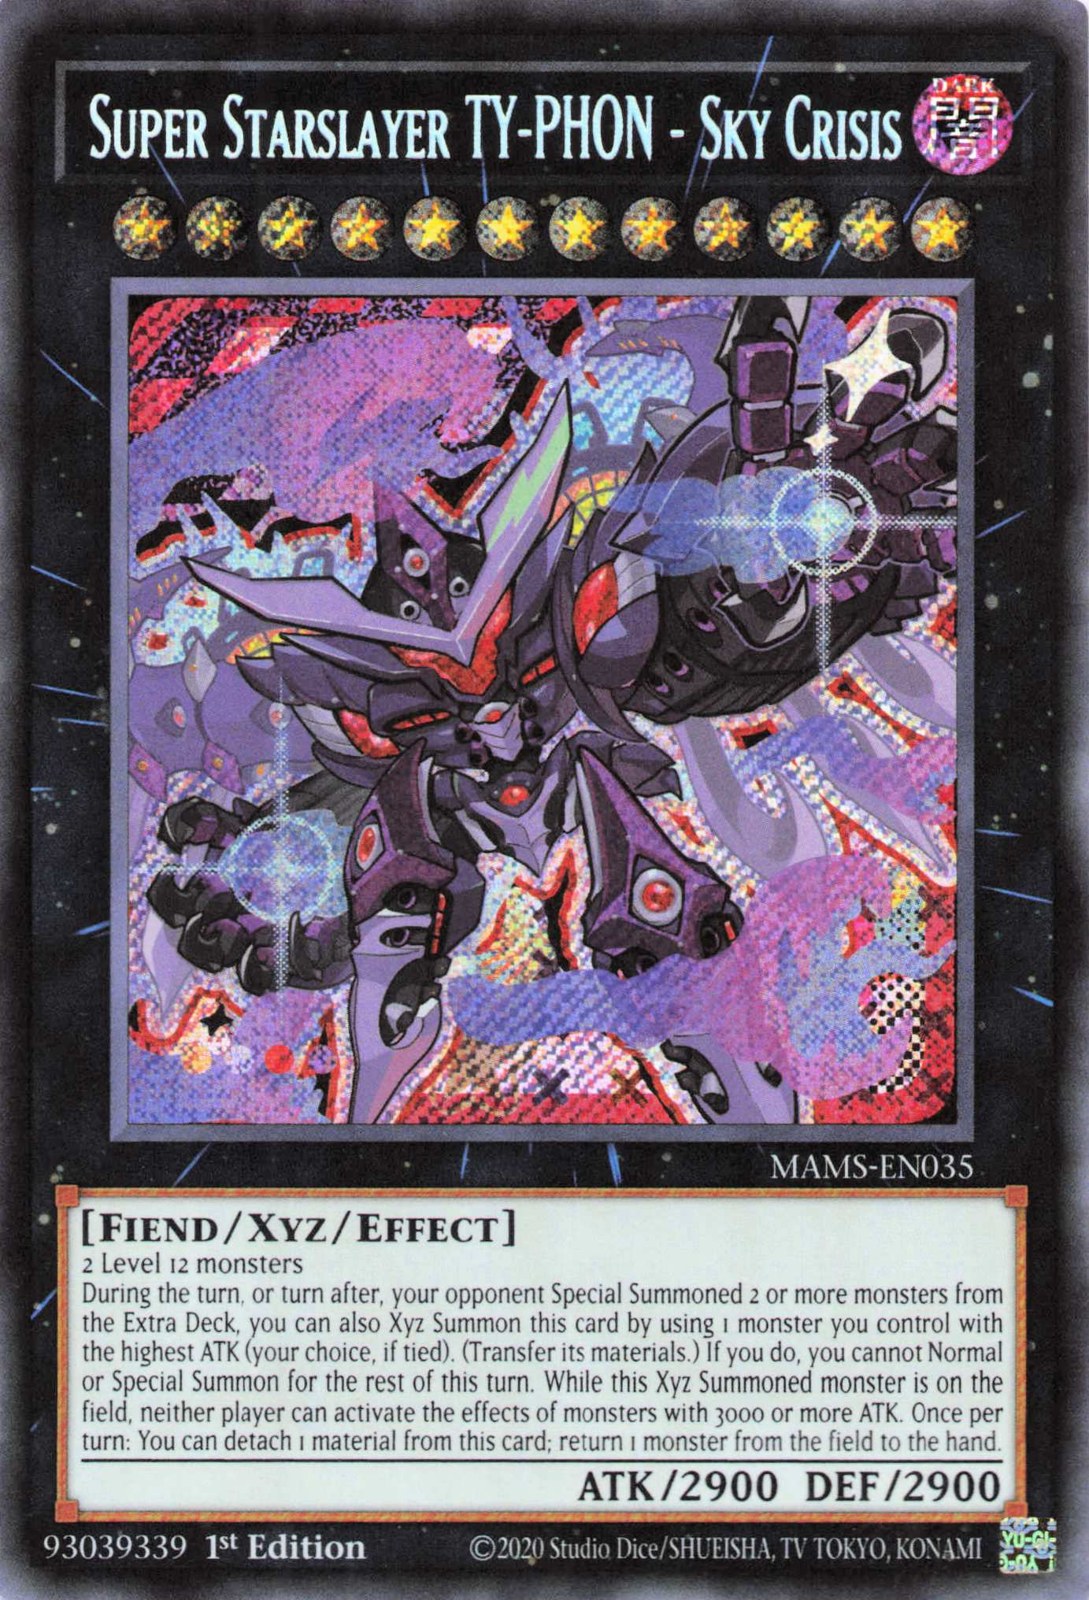 Super Starslayer TY-PHON - Sky Crisis
DARK
闇
MAMS-EN035
[Fiend/Xyz/Effect]
2 Level 12 monsters
During the turn, or turn after, your opponent Special Summoned 2 or more monsters from
the Extra Deck, you can also Xyz Summon this card by using 1 monster you control with
the highest ATK (your choice, if tied). (Transfer its materials.) If you do, you cannot Normal
or Special Summon for the rest of this turn. While this Xyz Summoned monster is on the
field, neither player can activate the effects of monsters with 3000 or more ATK. Once per
turn: You can detach 1 material from this card; return 1 monster from the field to the hand.
ATK/2900 DEF/2900
93039339 1st Edition ©2020 Studio Dice/SHUEISHA, TV TOKYO, KONAMI
YU-GI-